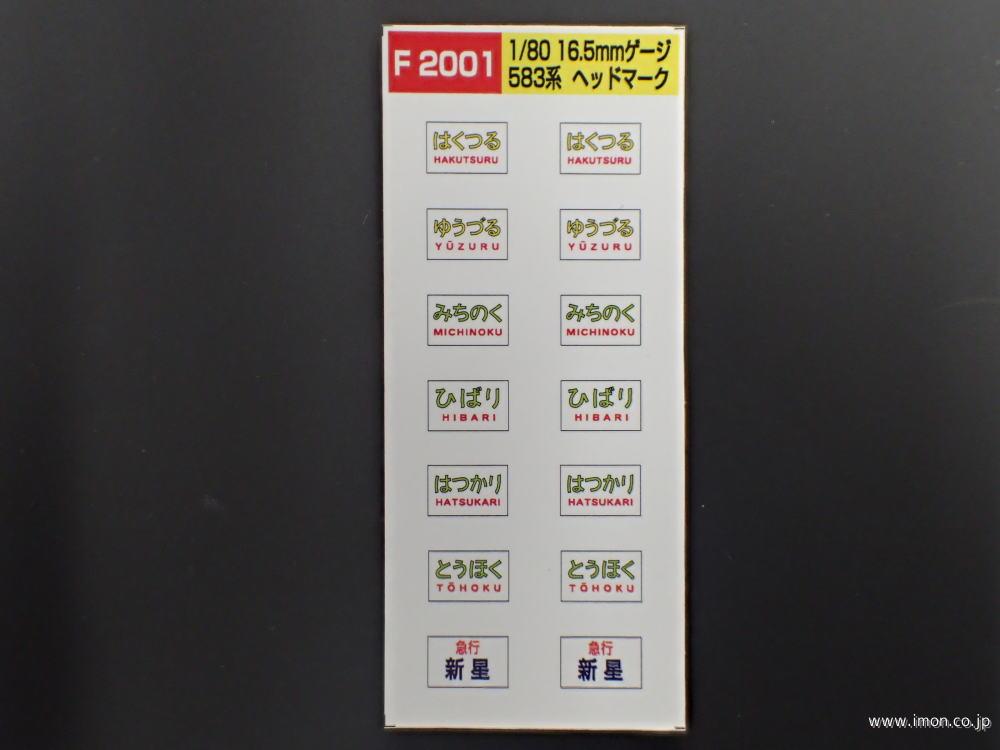 F 2001
1/80 16.5mmゲージ
583系 ヘッドマーク
はくつる はくつる
HAKUTSURU HAKUTSURU
ゆうづる ゆうづる
YŪZURU YŪZURU
みちのく みちのく
MICHINOKU MICHINOKU
ひばり ひばり
HIBARI HIBARI
はつかり はつかり
HATSUKARI HATSUKARI
とうほく とうほく
TŌHOKU TŌHOKU
急行 急行
新星 新星
www.imon.co.jp